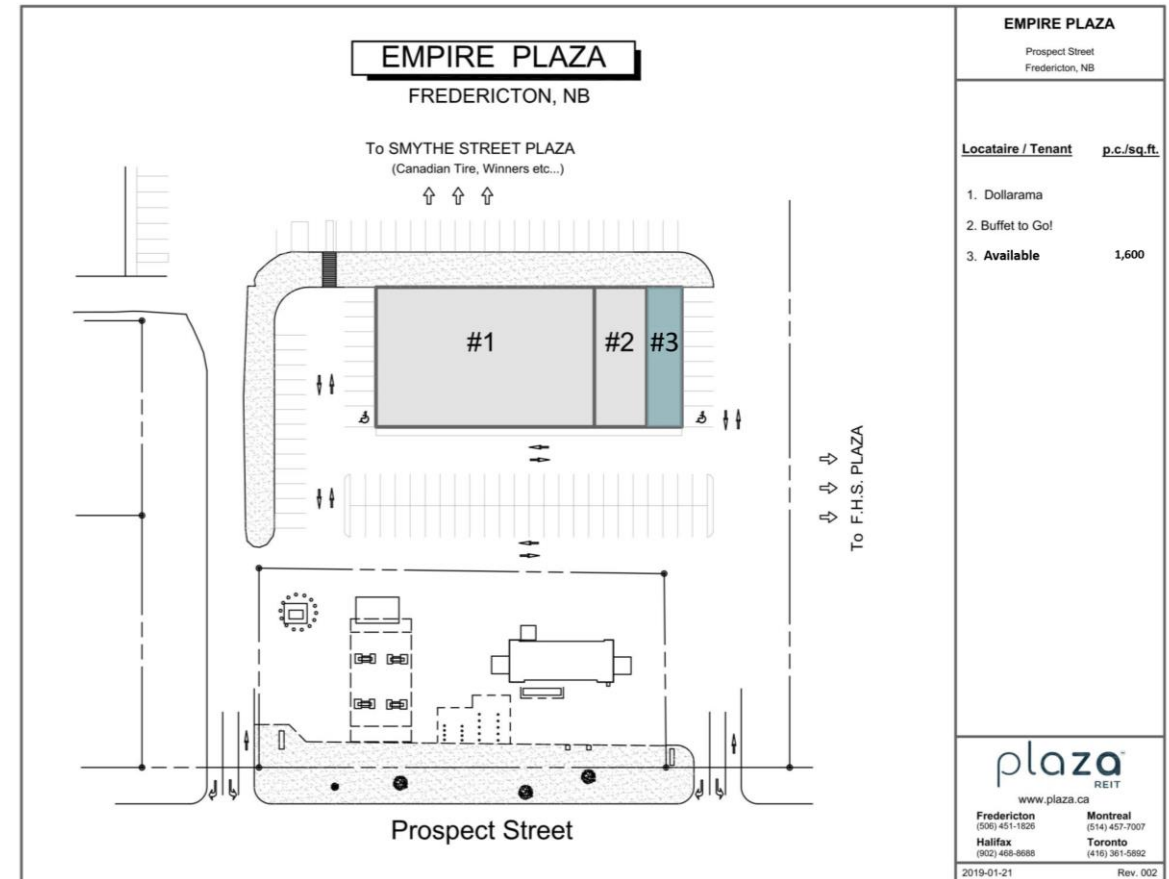 EMPIRE PLAZA
FREDERICTON, NB
To SMYTHE STREET PLAZA
(Canadian Tire, Winners etc...)
#1
#2
#3
To F.H.S. PLAZA
Prospect Street
EMPIRE PLAZA
Prospect Street
Fredericton, NB
Locataire / Tenant p.c./sq.ft.
1. Dollarama
2. Buffet to Go!
3. Available 1,600
plaza
REIT
www.plaza.ca
Fredericton Montreal
(506) 451-1826 (514) 457-7007
Halifax Toronto
(902) 468-8688 (416) 361-5892
2019-01-21 Rev. 002